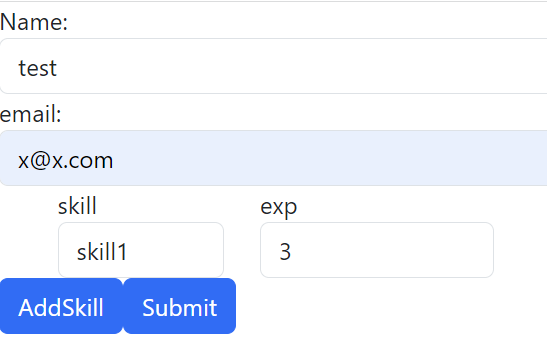 Name:
test
email:
x@x.com
skill exp
skill1 3
AddSkill Submit